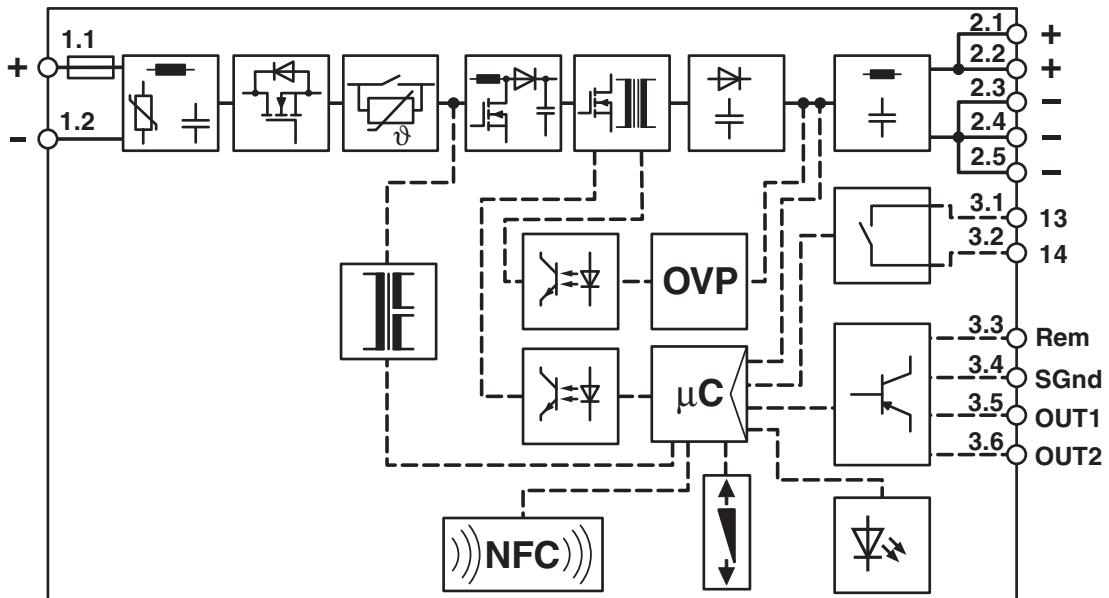 1.1
+
1.2
−
ϑ
2.1
+
2.2
+
2.3
−
2.4
−
2.5
−
3.1
13
3.2
14
OVP
μC
3.3
Rem
3.4
SGnd
3.5
OUT1
3.6
OUT2
NFC